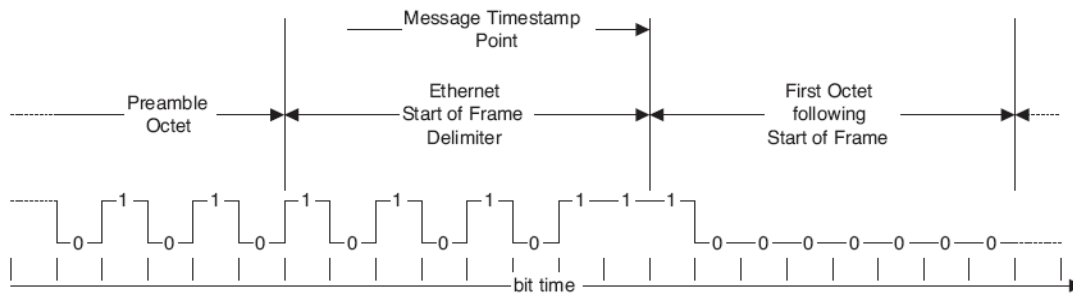 Message Timestamp
Point
Preamble
Octet
Ethernet
Start of Frame
Delimiter
First Octet
following
Start of Frame
0 1 0 1 0 1 0 1 0 1 0 1 1 1 0 0 0 0 0 0 0
bit time